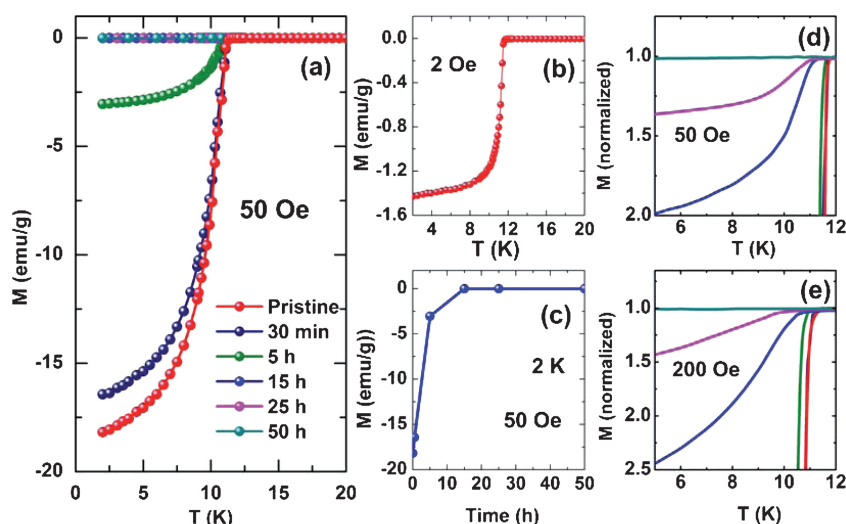 0
-5
-10
-15
-20
M (emu/g)
0 5 10 15 20
T (K)
(a)
50 Oe
Pristine
30 min
5 h
15 h
25 h
50 h
0.0
-0.4
-0.8
-1.2
-1.6
M (emu/g)
2 Oe
(b)
4 8 12 16 20
T (K)
0
-5
-10
-15
-20
M (emu/g))
(c)
2 K
50 Oe
0 10 20 30 40 50
Time (h)
(d)
1.0
1.5
2.0
M (normalized)
50 Oe
6 8 10 12
T (K)
(e)
1.0
1.5
2.0
2.5
M (normalized)
200 Oe
6 8 10 12
T (K)